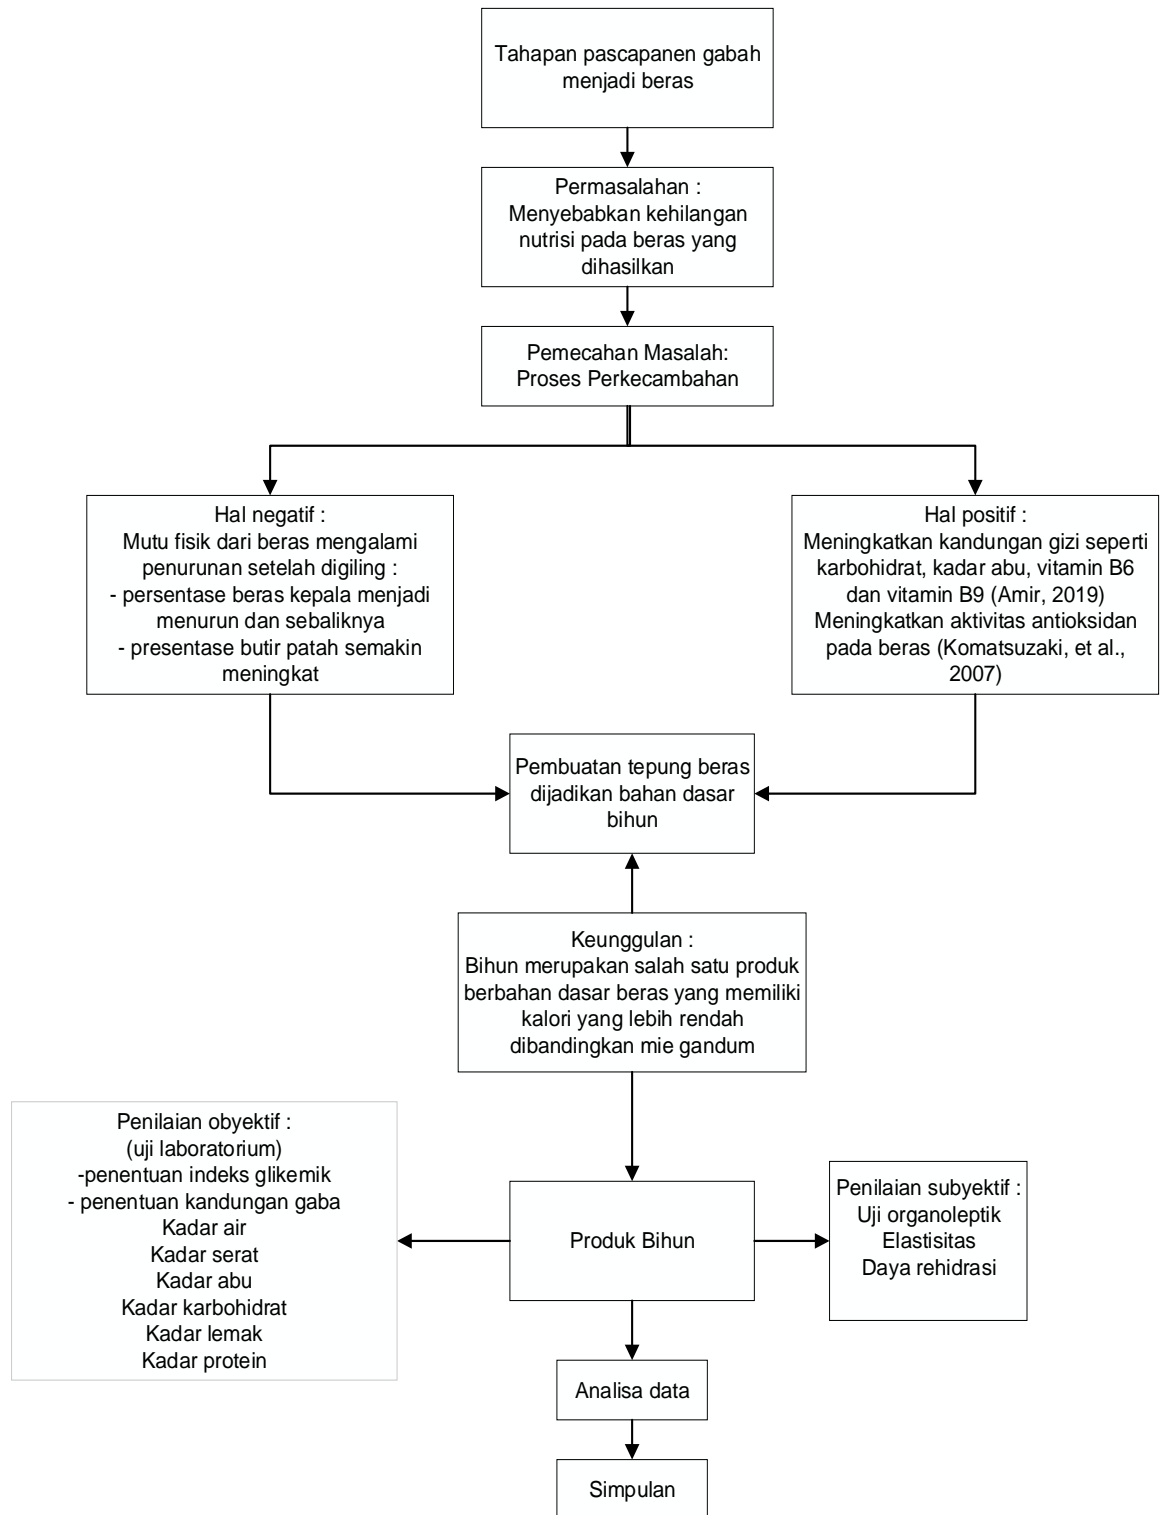 Tahapan pascapanen gabah
menjadi beras
Permasalahan :
Menyebabkan kehilangan
nutrisi pada beras yang
dihasilkan
Pemecahan Masalah:
Proses Perkecambahan
Hal negatif :
Mutu fisik dari beras mengalami
penurunan setelah digiling :
- persentase beras kepala menjadi
menurun dan sebaliknya
- presentase butir patah semakin
meningkat
Hal positif :
Meningkatkan kandungan gizi seperti
karbohidrat, kadar abu, vitamin B6
dan vitamin B9 (Amir, 2019)
Meningkatkan aktivitas antioksidan
pada beras (Komatsuzaki, et al.,
2007)
Pembuatan tepung beras
dijadikan bahan dasar
bihun
Keunggulan :
Bihun merupakan salah satu produk
berbahan dasar beras yang memiliki
kalori yang lebih rendah
dibandingkan mie gandum
Penilaian obyektif :
(uji laboratorium)
-penentuan indeks glikemik
- penentuan kandungan gaba
Kadar air
Kadar serat
Kadar abu
Kadar karbohidrat
Kadar lemak
Kadar protein
Produk Bihun
Penilaian subyektif :
Uji organoleptik
Elastisitas
Daya rehidrasi
Analisa data
Simpulan